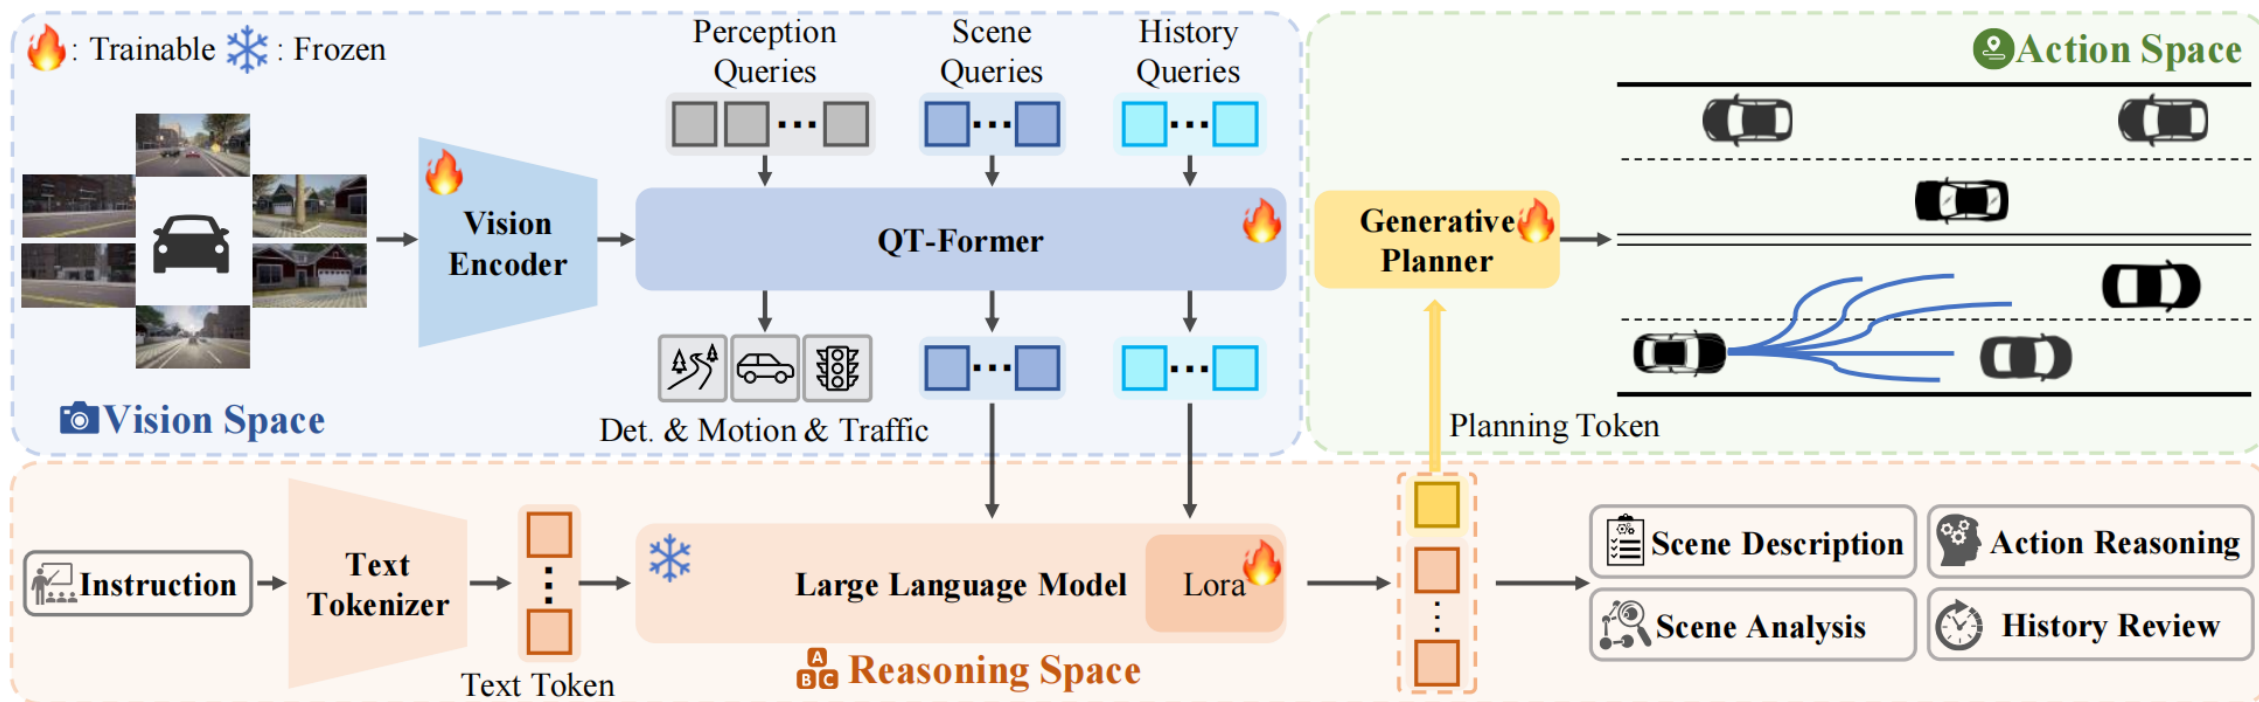 : Trainable : Frozen
Perception
Queries
Scene
Queries
History
Queries
Action Space
Vision
Encoder
QT-Former
Generative
Planner
Vision Space
Det. & Motion & Traffic
Planning Token
Instruction
Text
Tokenizer
Text Token
Large Language Model
Lora
A
B C
Reasoning Space
Scene Description
Action Reasoning
Scene Analysis
History Review